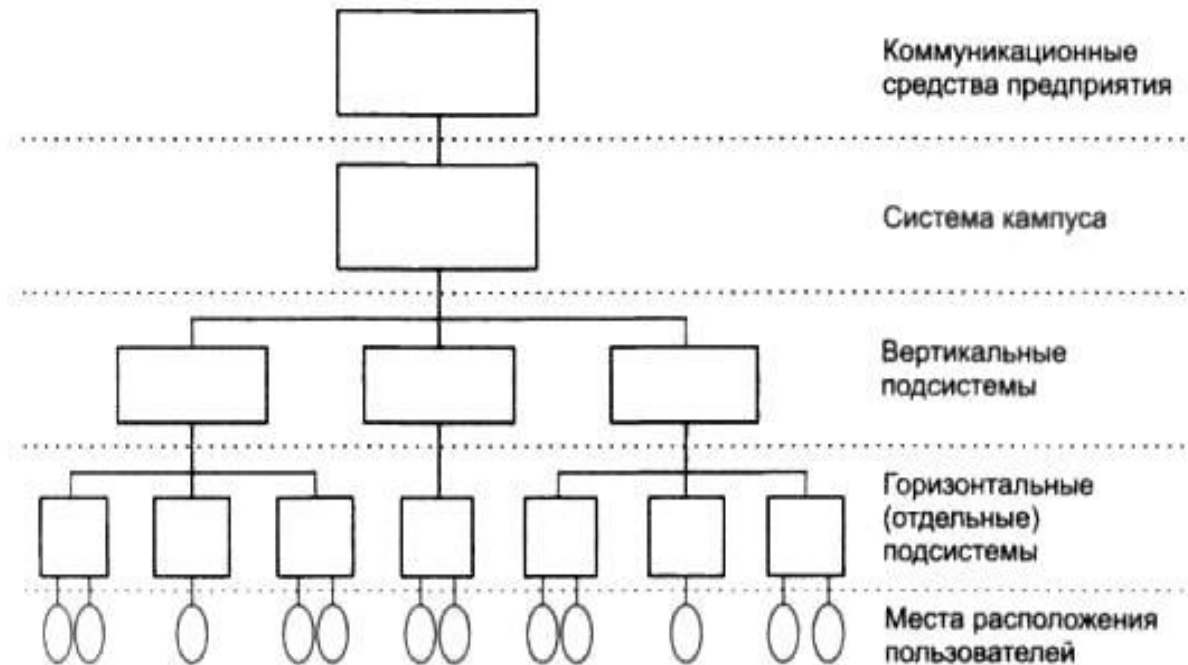 Коммуникационные
средства предприятия
Система кампуса
Вертикальные
подсистемы
Горизонтальные
(отдельные)
подсистемы
Места расположения
пользователей